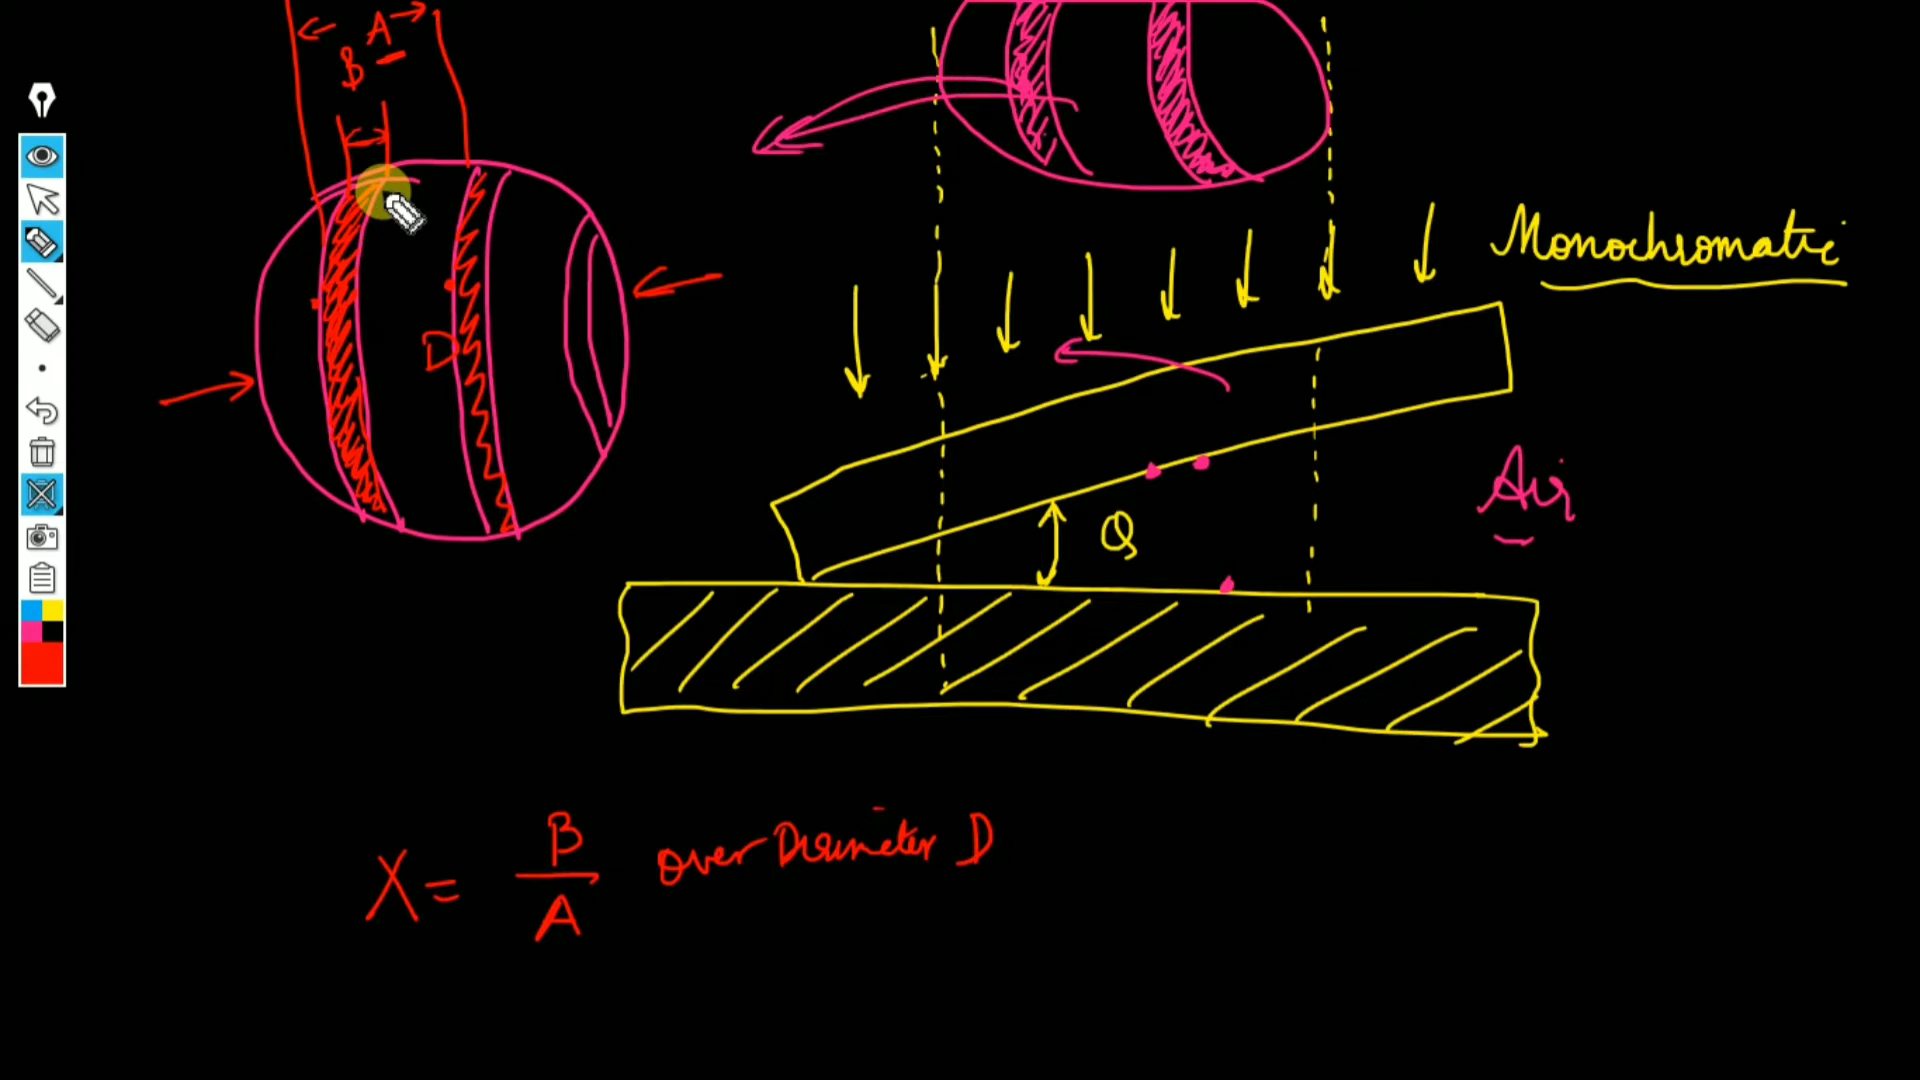 A
B
Monochromatic
D
Air
Q
X = B/A over Diameter D